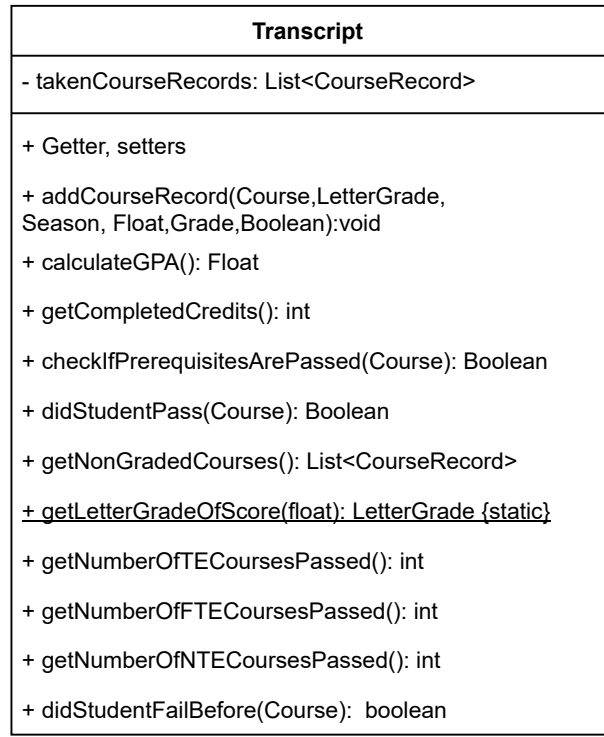 Transcript
- takenCourseRecords: List<CourseRecord>
+ Getter, setters
+ addCourseRecord(Course,LetterGrade,
Season, Float,Grade,Boolean):void
+ calculateGPA(): Float
+ getCompletedCredits(): int
+ checkIfPrerequisitesArePassed(Course): Boolean
+ didStudentPass(Course): Boolean
+ getNonGradedCourses(): List<CourseRecord>
+ getLetterGradeOfScore(float): LetterGrade {static}
+ getNumberOfTECoursesPassed(): int
+ getNumberOfFTECoursesPassed(): int
+ getNumberOfNTECoursesPassed(): int
+ didStudentFailBefore(Course):  boolean